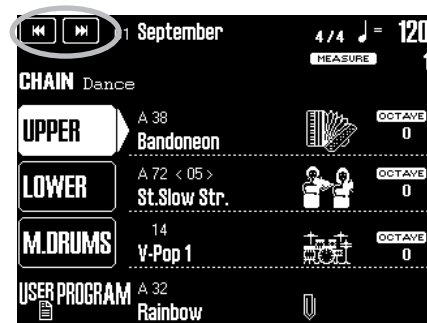 1 September 4/4 ♩= 120
MEASURE 1
CHAIN Dance
UPPER A 38 Bandoneon OCTAVE 0
LOWER A 72 < 05 > St.Slow Str. OCTAVE 0
M.DRUMS 14 V-Pop 1 OCTAVE 0
USER PROGRAM A 32 Rainbow